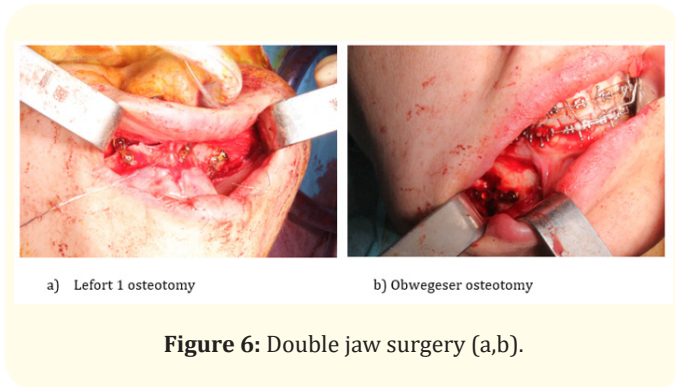 a) Lefort 1 osteotomy
b) Obwegeser osteotomy
Figure 6: Double jaw surgery (a,b).